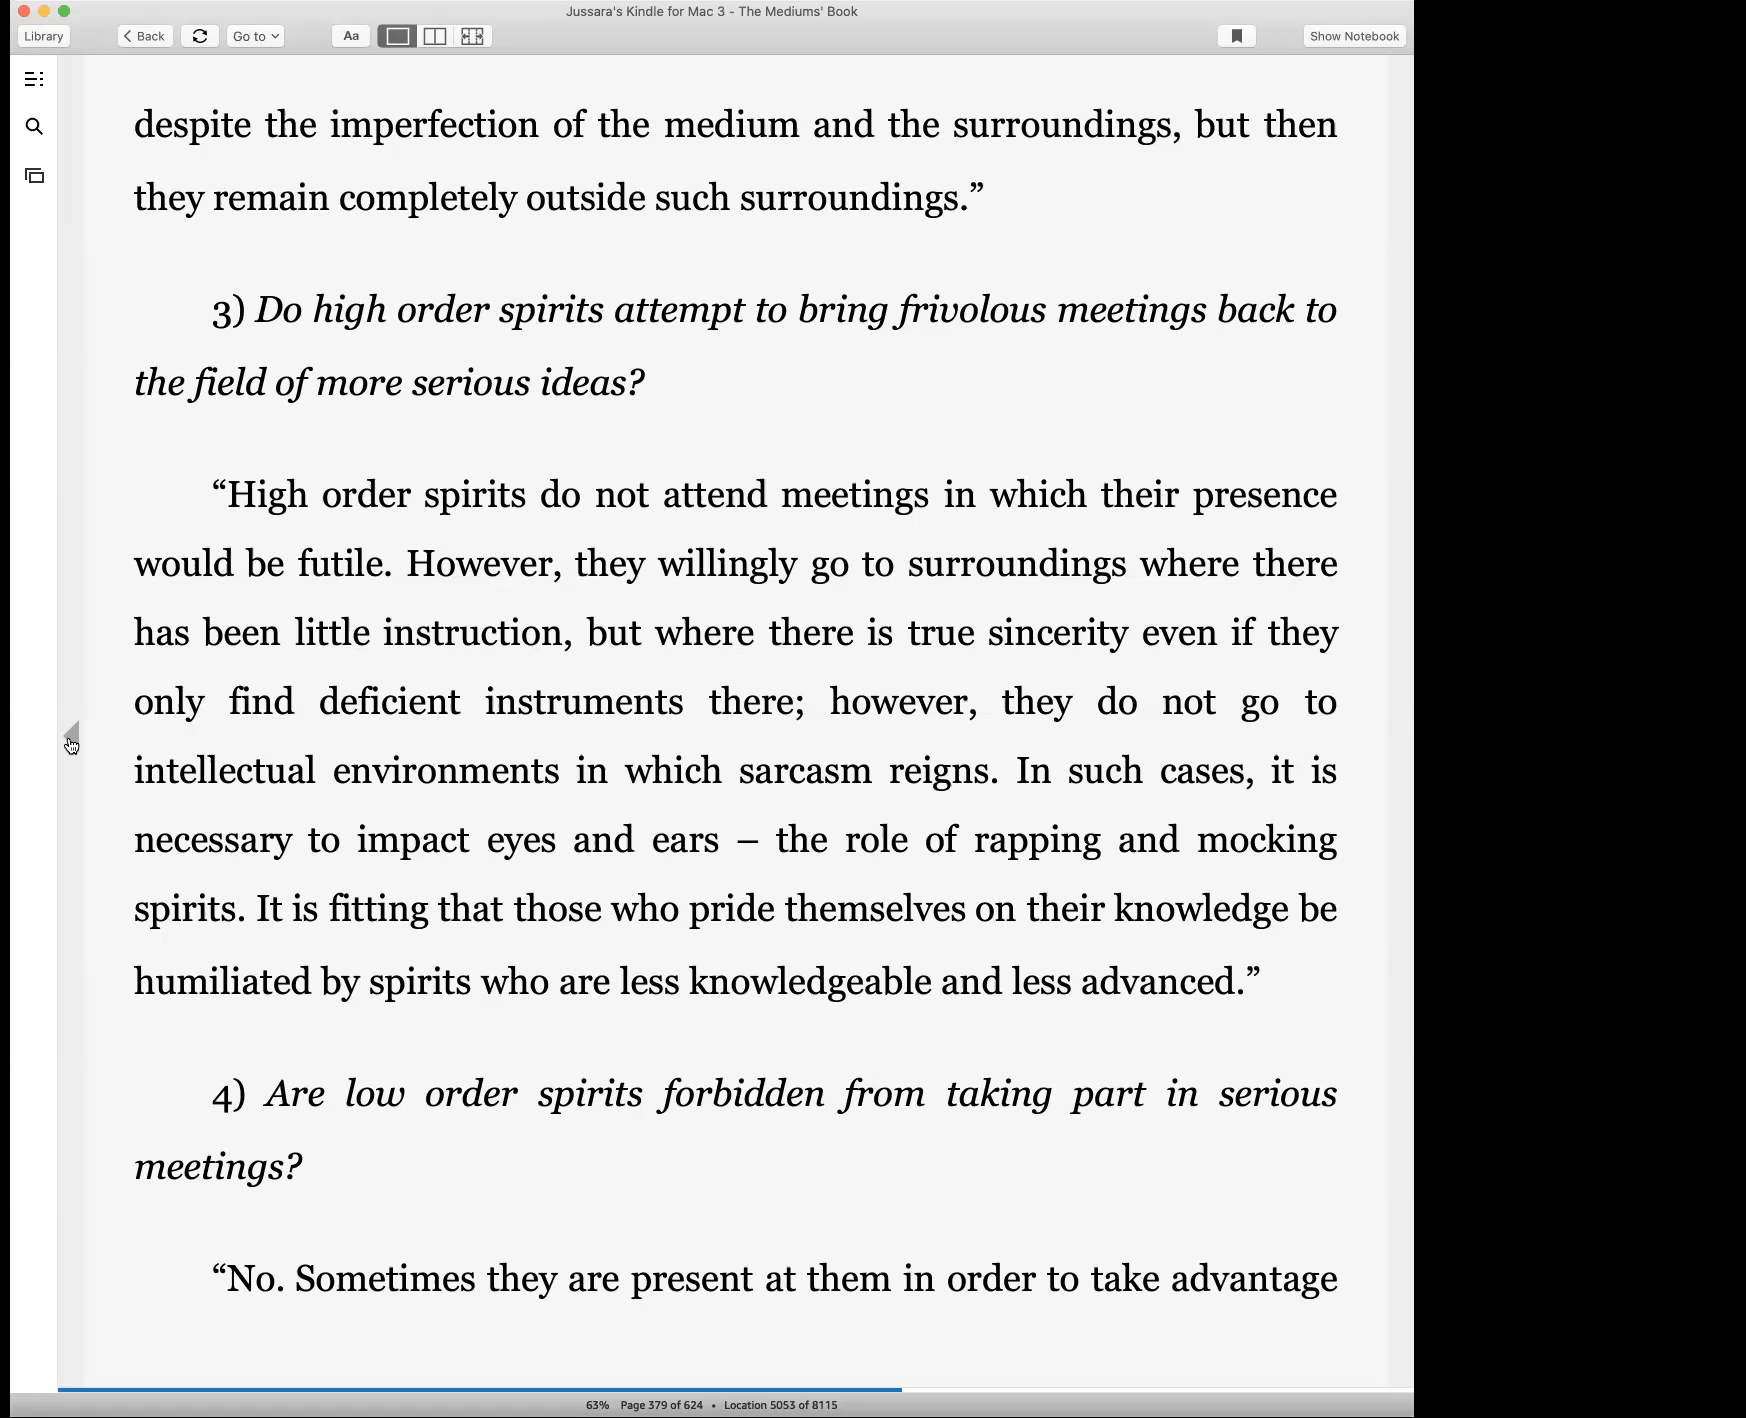 Jussara's Kindle for Mac 3 - The Mediums' Book
Library
Back
Go to
Aa
Show Notebook
despite the imperfection of the medium and the surroundings, but then
they remain completely outside such surroundings.”
3) Do high order spirits attempt to bring frivolous meetings back to
the field of more serious ideas?
“High order spirits do not attend meetings in which their presence
would be futile. However, they willingly go to surroundings where there
has been little instruction, but where there is true sincerity even if they
only find deficient instruments there; however, they do not go to
intellectual environments in which sarcasm reigns. In such cases, it is
necessary to impact eyes and ears – the role of rapping and mocking
spirits. It is fitting that those who pride themselves on their knowledge be
humiliated by spirits who are less knowledgeable and less advanced.”
4) Are low order spirits forbidden from taking part in serious
meetings?
“No. Sometimes they are present at them in order to take advantage
63% Page 379 of 624 • Location 5053 of 8115